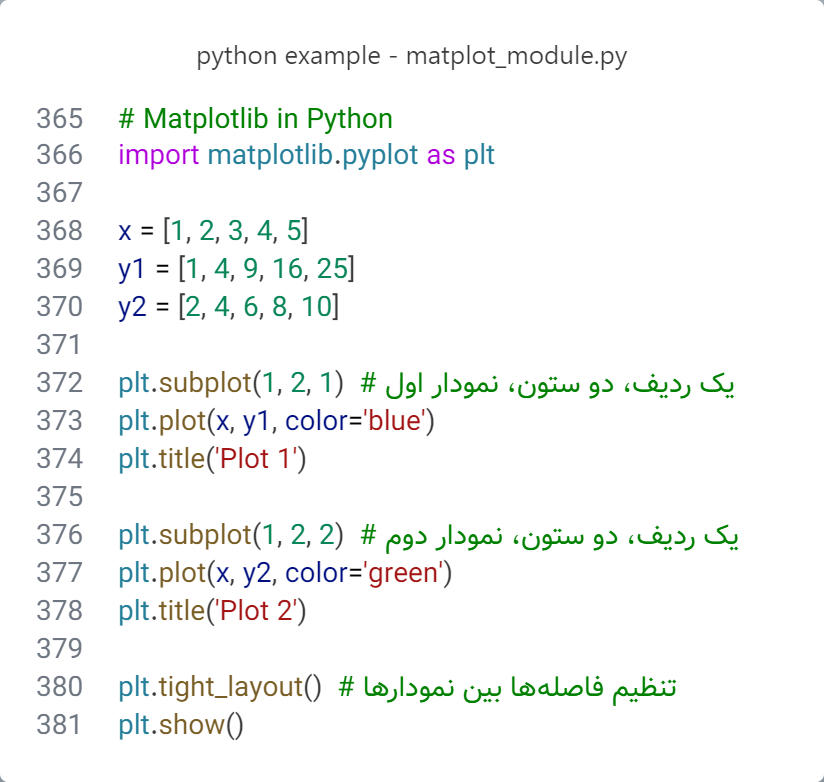 python example - matplot_module.py
365 # Matplotlib in Python
366 import matplotlib.pyplot as plt
367
368 x = [1, 2, 3, 4, 5]
369 y1 = [1, 4, 9, 16, 25]
370 y2 = [2, 4, 6, 8, 10]
371
372 plt.subplot(1, 2, 1)  # یک ردیف، دو ستون، نمودار اول
373 plt.plot(x, y1, color='blue')
374 plt.title('Plot 1')
375
376 plt.subplot(1, 2, 2)  # یک ردیف، دو ستون، نمودار دوم
377 plt.plot(x, y2, color='green')
378 plt.title('Plot 2')
379
380 plt.tight_layout()  # تنظیم فاصله‌ها بین نمودارها
381 plt.show()